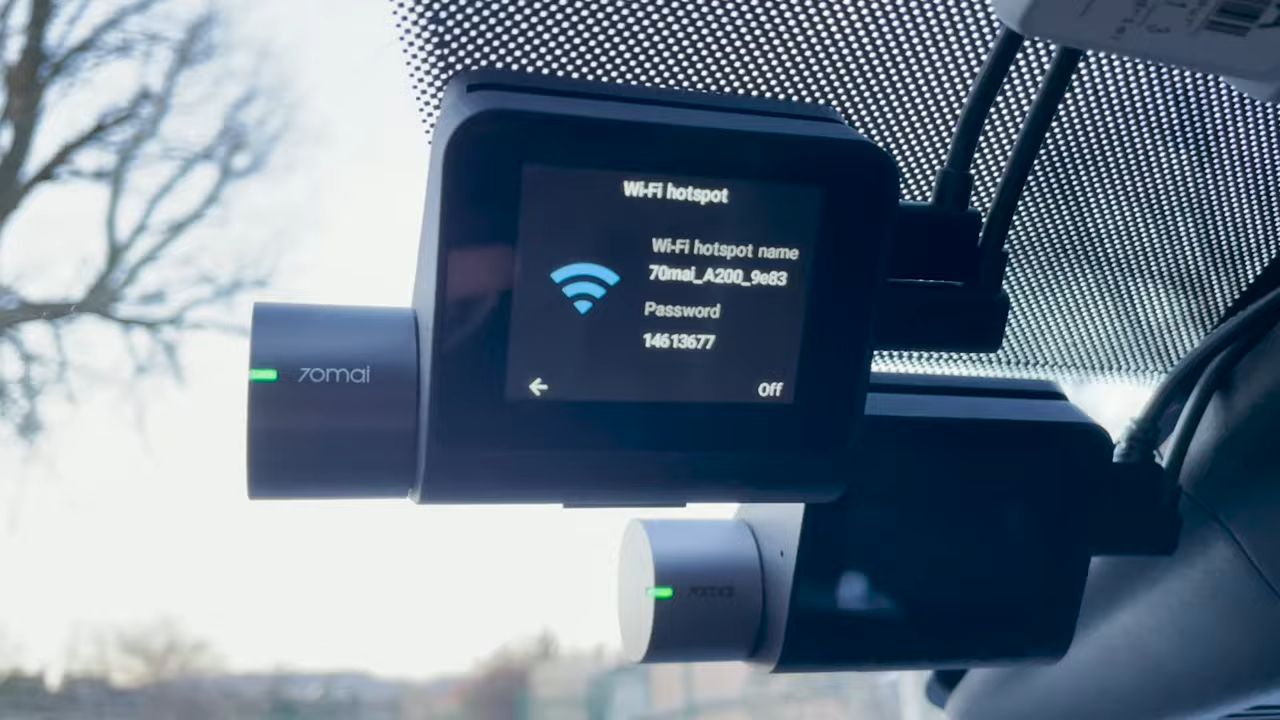 Wi-Fi hotspot
Wi-Fi hotspot name
70mai_A200_9e83
Password
14613677
Off
70mai